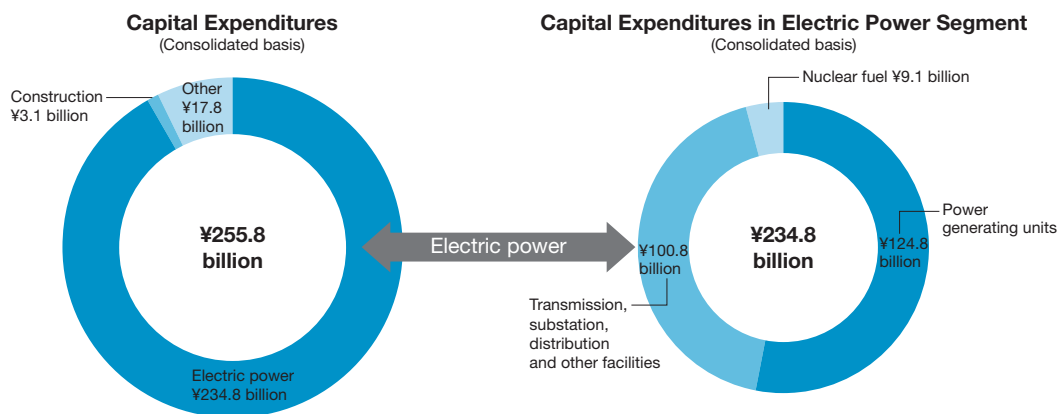 Capital Expenditures
(Consolidated basis)
Construction
¥3.1 billion
Other
¥17.8
billion
¥255.8
billion
Electric power
¥234.8 billion
Electric power
Capital Expenditures in Electric Power Segment
(Consolidated basis)
Nuclear fuel ¥9.1 billion
Power
generating units
¥124.8
billion
¥234.8
billion
¥100.8
billion
Transmission,
substation,
distribution
and other facilities